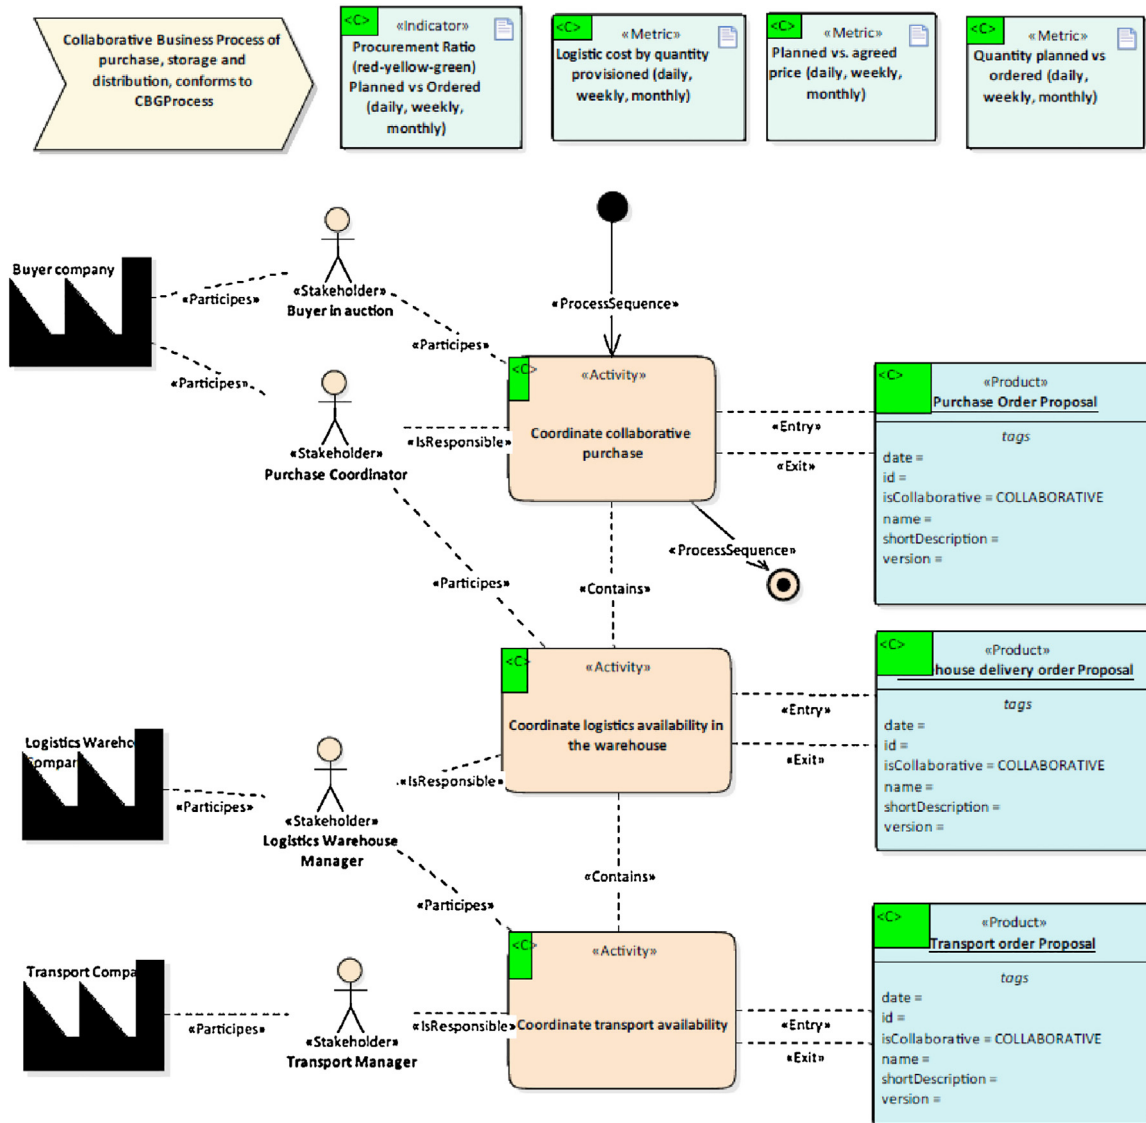 Collaborative Business Process of
purchase, storage and
distribution, conforms to
CBGProcess
<C>
«Indicator»
Procurement Ratio
(red-yellow-green)
Planned vs Ordered
(daily, weekly,
monthly)
<C>
«Metric»
Logistic cost by quantity
provisioned (daily,
weekly, monthly)
<C>
«Metric»
Planned vs. agreed
price (daily, weekly,
monthly)
<C>
«Metric»
Quantity planned vs
ordered (daily,
weekly, monthly)
Buyer company
«Participes»
«Participes»
«Stakeholder»
Buyer in auction
«Participes»
«ProcessSequence»
«Stakeholder»
Purchase Coordinator
«IsResponsible»
<C>
«Activity»
Coordinate collaborative
purchase
«Entry»
«Exit»
<C>
«Product»
Purchase Order Proposal
tags
date =
id =
isCollaborative = COLLABORATIVE
name =
shortDescription =
version =
«ProcessSequence»
«Participes»
«Contains»
<C>
«Activity»
Coordinate logistics availability in
the warehouse
«Entry»
«Exit»
<C>
«Product»
house delivery order Proposal
tags
date =
id =
isCollaborative = COLLABORATIVE
name =
shortDescription =
version =
Logistics Wareho
Compa
«Participes»
«Stakeholder»
Logistics Warehouse
Manager
«IsResponsible»
«Participes»
«Contains»
<C>
«Activity»
Coordinate transport availability
«Entry»
«Exit»
<C>
«Product»
Transport order Proposal
tags
date =
id =
isCollaborative = COLLABORATIVE
name =
shortDescription =
version =
Transport Compa
«Participes»
«Stakeholder»
Transport Manager
«IsResponsible»